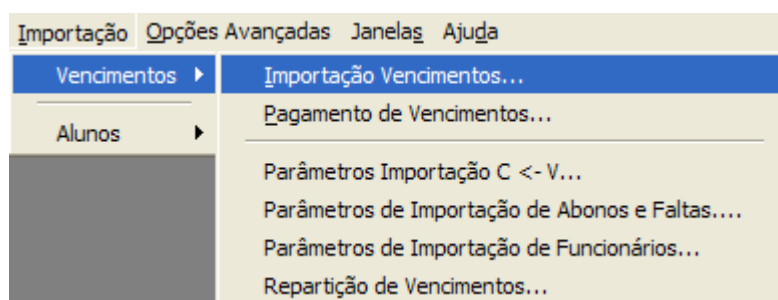 Importação Opções Avançadas Janelas Ajuda
Vencimentos
Alunos
Importação Vencimentos...
Pagamento de Vencimentos...
Parâmetros Importação C <- V...
Parâmetros de Importação de Abonos e Faltas....
Parâmetros de Importação de Funcionários...
Repartição de Vencimentos...